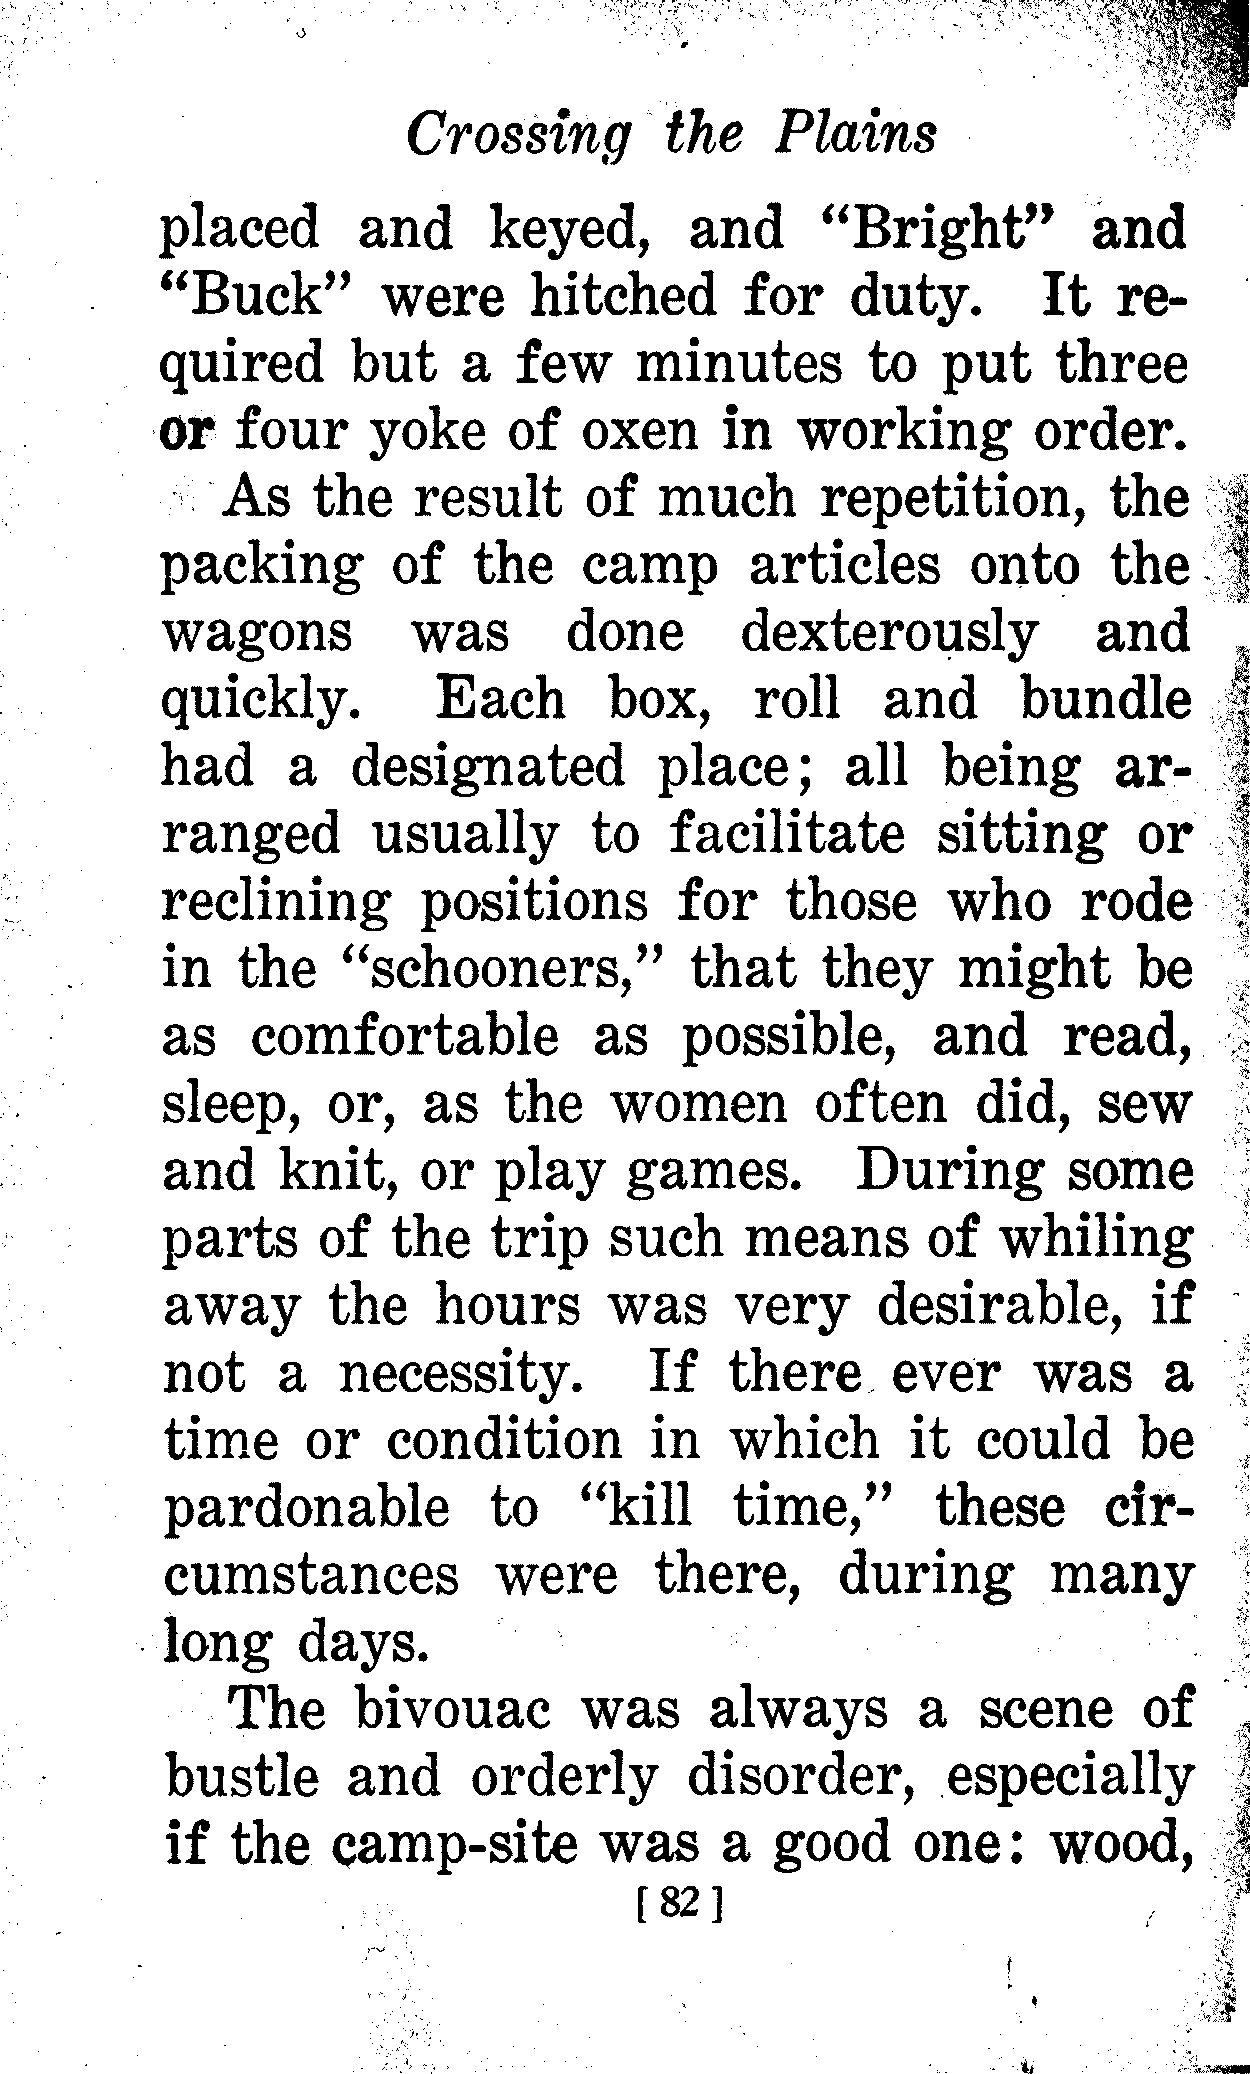 Crossing the Plains
placed and keyed, and “Bright” and
“Buck” were hitched for duty. It re-
quired but a few minutes to put three
or four yoke of oxen in working order.
As the result of much repetition, the
packing of the camp articles onto the
wagons was done dexterously and
quickly. Each box, roll and bundle
had a designated place; all being ar-
ranged usually to facilitate sitting or
reclining positions for those who rode
in the “schooners,” that they might be
as comfortable as possible, and read,
sleep, or, as the women often did, sew
and knit, or play games. During some
parts of the trip such means of whiling
away the hours was very desirable, if
not a necessity. If there ever was a
time or condition in which it could be
pardonable to “kill time,” these cir-
cumstances were there, during many
long days.
The bivouac was always a scene of
bustle and orderly disorder, especially
if the camp-site was a good one: wood,
[ 82 ]